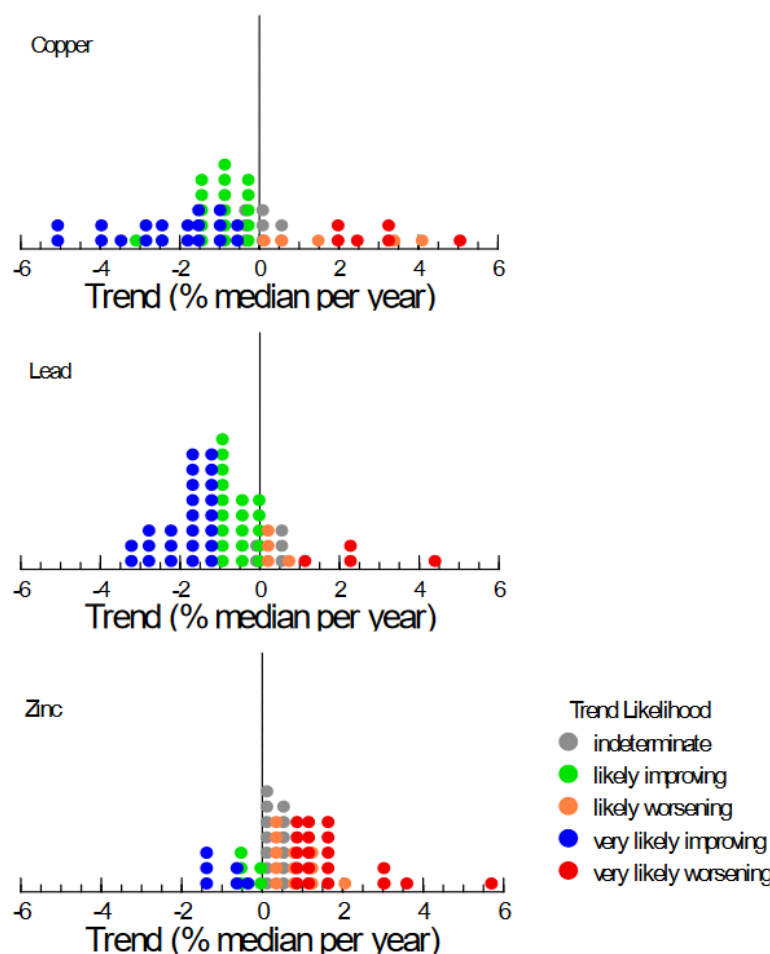 Copper
-6 -4 -2 0 2 4 6
Trend (% median per year)
Lead
-6 -4 -2 0 2 4 6
Trend (% median per year)
Zinc
Trend Likelihood
indeterminate
likely improving
likely worsening
very likely improving
very likely worsening
-6 -4 -2 0 2 4 6
Trend (% median per year)